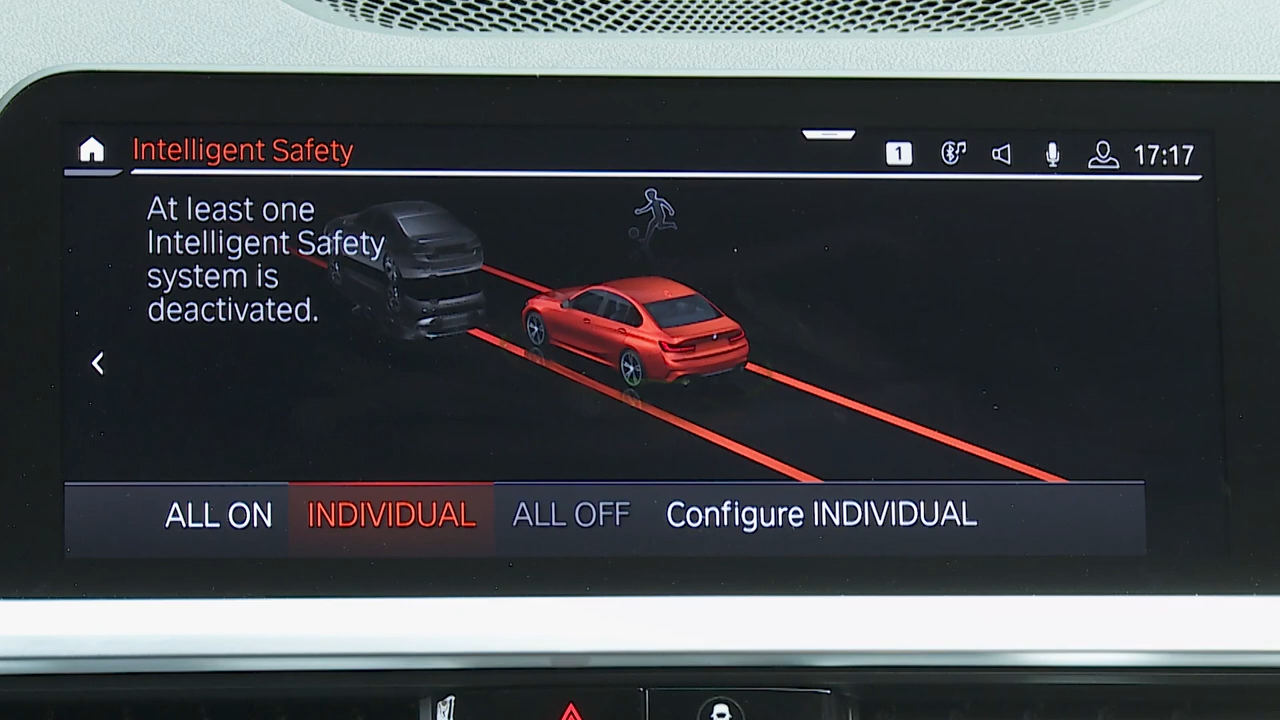 Intelligent Safety
1
17:17
At least one
Intelligent Safety
system is
deactivated.
ALL ON
INDIVIDUAL
ALL OFF
Configure INDIVIDUAL